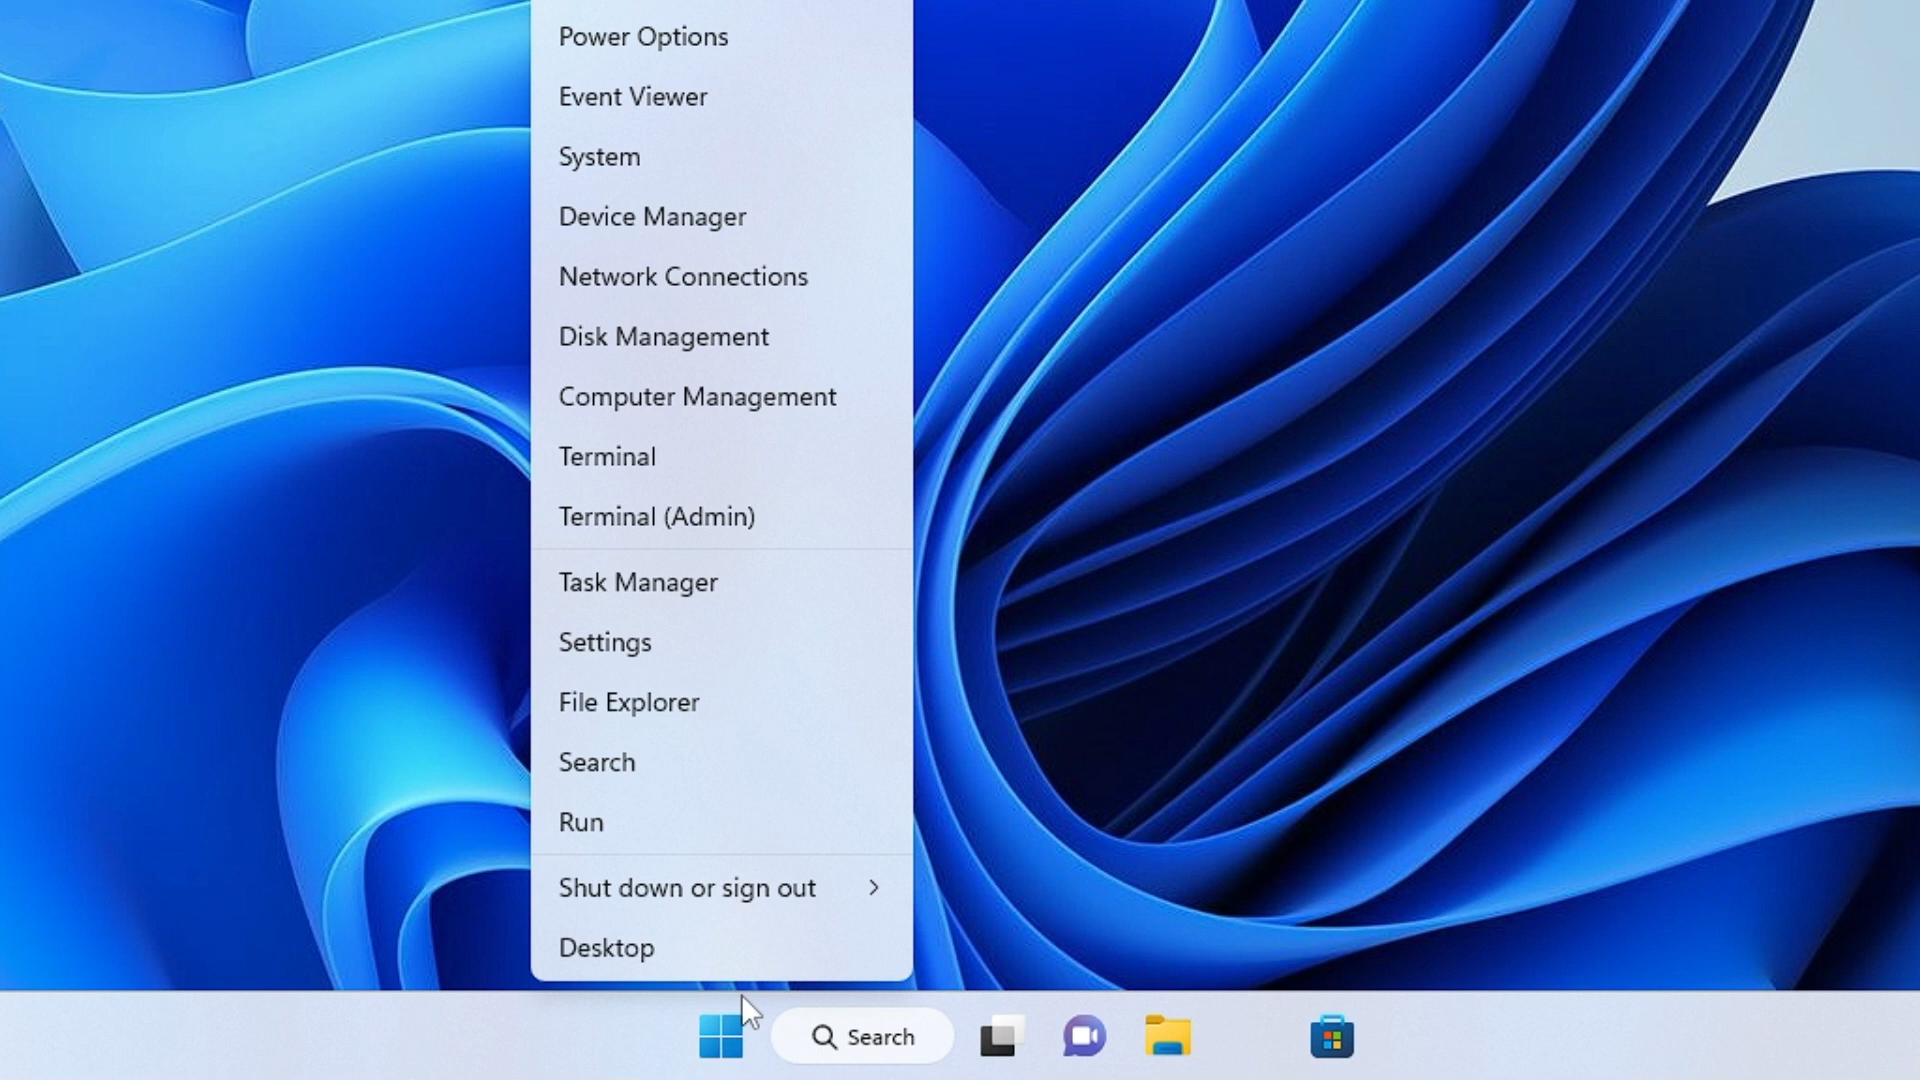 Power Options
Event Viewer
System
Device Manager
Network Connections
Disk Management
Computer Management
Terminal
Terminal (Admin)
Task Manager
Settings
File Explorer
Search
Run
Shut down or sign out
Desktop
Search